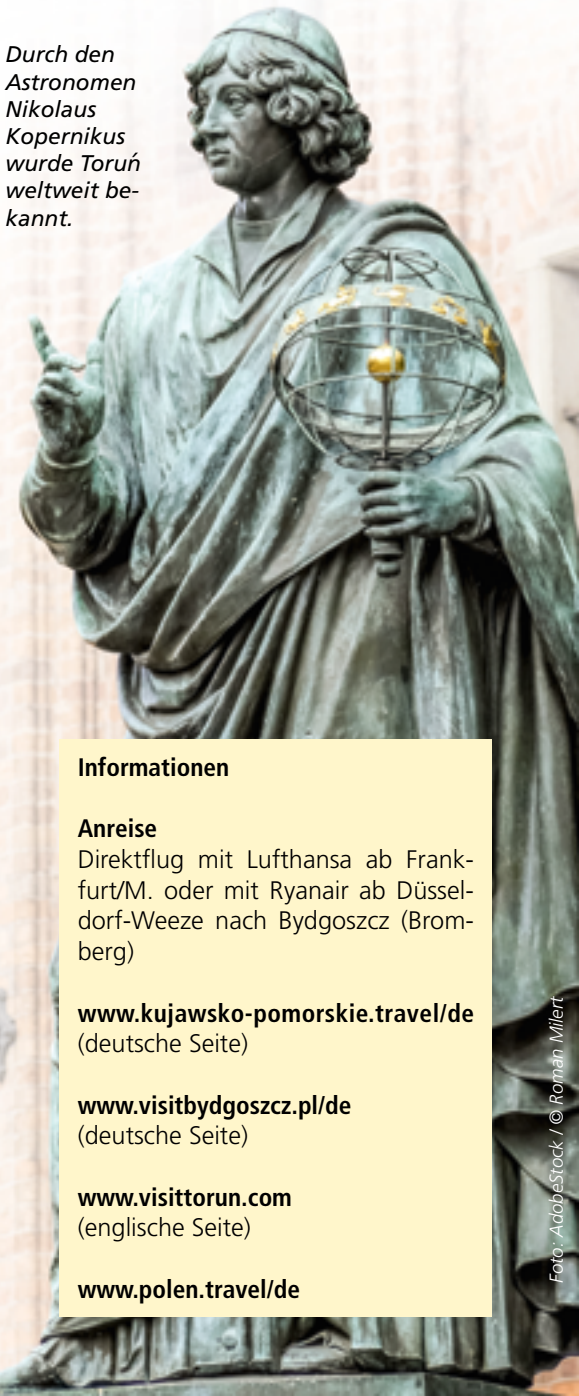 Durch den
Astronomen
Nikolaus
Kopernikus
wurde Toruń
weltweit be-
kannt.
Informationen
Anreise
Direktflug mit Lufthansa ab Frank-
furt/M. oder mit Ryanair ab Düssel-
dorf-Weeze nach Bydgoszcz (Brom-
berg)
www.kujawsko-pomorskie.travel/de
(deutsche Seite)
www.visitbydgoszcz.pl/de
(deutsche Seite)
www.visittorun.com
(englische Seite)
www.polen.travel/de
Foto: AdobeStock / © Roman Milert